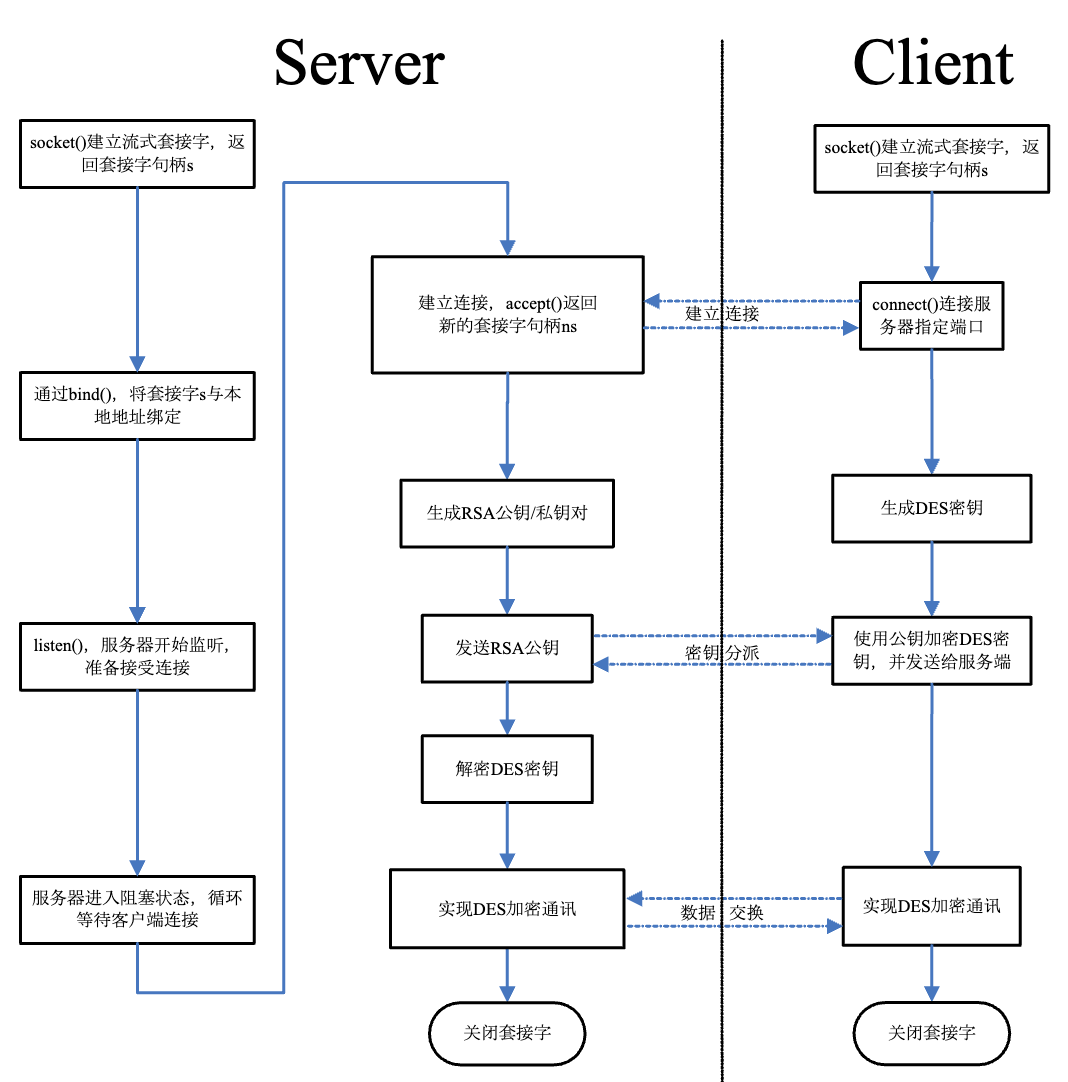 Server
Client
socket()建立流式套接字，返
回套接字句柄s
通过bind()，将套接字s与本
地地址绑定
listen()，服务器开始监听，
准备接受连接
服务器进入阻塞状态，循环
等待客户端连接
建立连接，accept()返回
新的套接字句柄ns
生成RSA公钥/私钥对
发送RSA公钥
解密DES密钥
实现DES加密通讯
关闭套接字
建立连接
密钥分派
数据 交换
socket()建立流式套接字，返
回套接字句柄s
connect()连接服
务器指定端口
生成DES密钥
使用公钥加密DES密
钥，并发送给服务端
实现DES加密通讯
关闭套接字